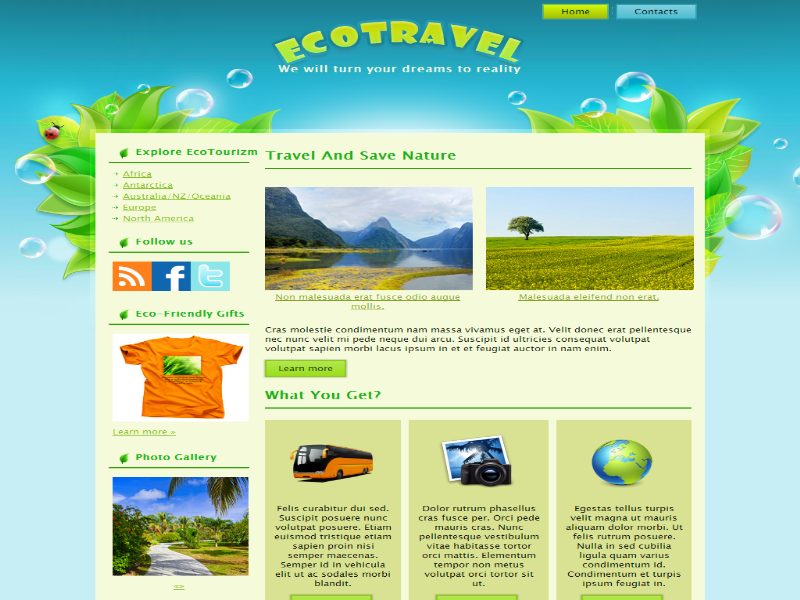 Home
Contacts
ECOTRAVEL
We will turn your dreams to reality
Explore EcoTourizm
Africa
Antarctica
Australia/NZ/Oceania
Europe
North America
Follow us
Eco-Friendly Gifts
Learn more »
Photo Gallery
Travel And Save Nature
Non malesuada erat fusce odio auque
mollis.
Malesuada eleifend non erat.
Cras molestie condimentum nam massa vivamus eget at. Velit donec erat pellentesque
nec nunc velit mi pede neque dui arcu. Suscipit id ultricies consequat volutpat
volutpat sapien morbi lacus ipsum in et et feugiat auctor in nam enim.
Learn more
What You Get?
Felis curabitur dui sed.
Suscipit posuere nunc
volutpat posuere. Etiam
euismod tristique etiam
sapien proin nisi
semper maecenas.
Semper id in vehicula
elit ut ac sodales morbi
blandit.
Dolor rutrum phasellus
cras fusce per. Orci pede
mauris cras. Nunc
pellentesque vestibulum
vitae habitasse tortor
orci mattis. Elementum
tempor non metus
volutpat orci tortor sit
ut.
Egestas tellus turpis
velit magna ut mauris
aliquam dolor morbi. Ut
felis rutrum posuere.
Nulla in sed cubilia
ligula quam varius
condimentum id.
Condimentum et turpis
ipsum feugiat in.